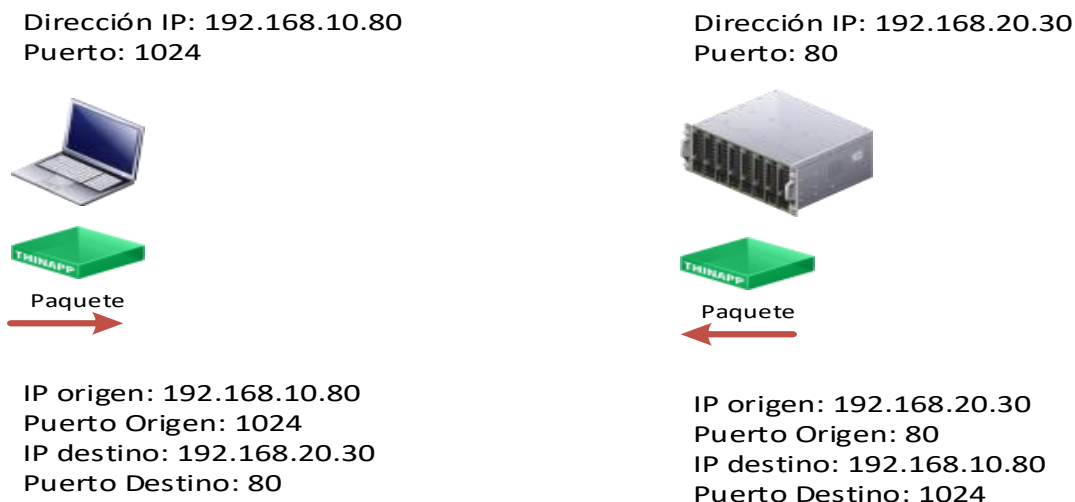 Dirección IP: 192.168.10.80
Puerto: 1024
THINAPP
Paquete
IP origen: 192.168.10.80
Puerto Origen: 1024
IP destino: 192.168.20.30
Puerto Destino: 80
Dirección IP: 192.168.20.30
Puerto: 80
THINAPP
Paquete
IP origen: 192.168.20.30
Puerto Origen: 80
IP destino: 192.168.10.80
Puerto Destino: 1024